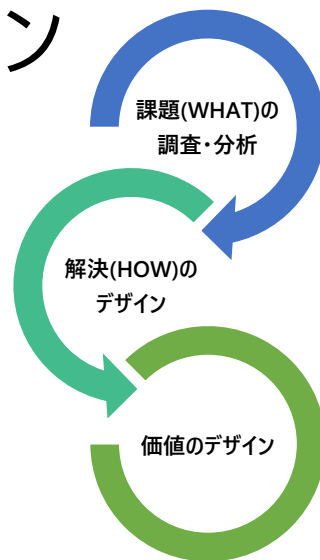 ン
課題(WHAT)の
調査・分析
解決(HOW)の
デザイン
価値のデザイン